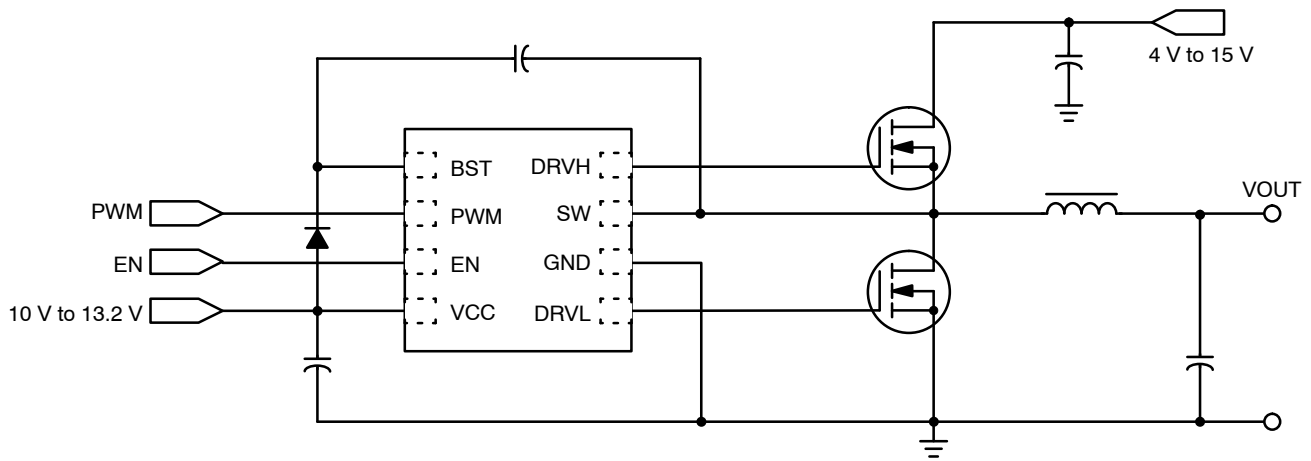 4 V to 15 V
BST
DRVH
PWM
PWM
SW
VOUT
EN
EN
GND
10 V to 13.2 V
VCC
DRVL